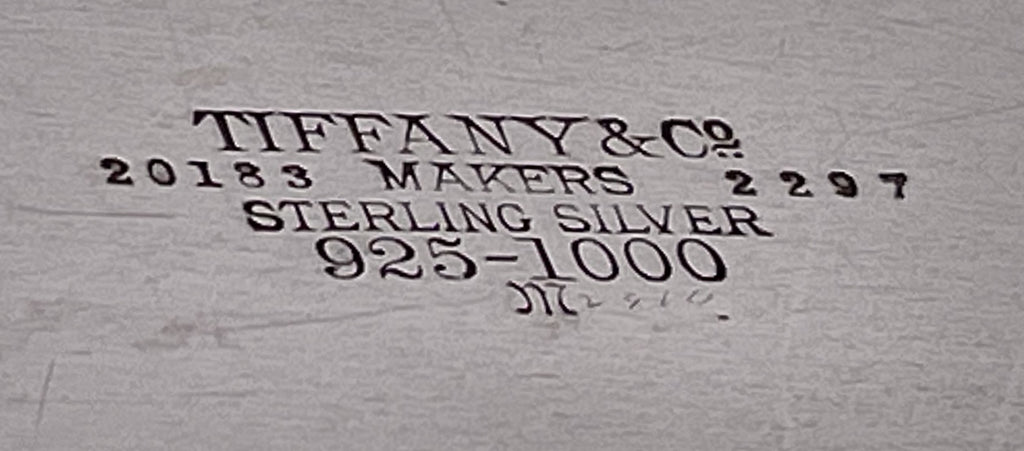 TIFFANY & Cº
20183 MAKERS 2297
STERLING SILVER
925-1000
M